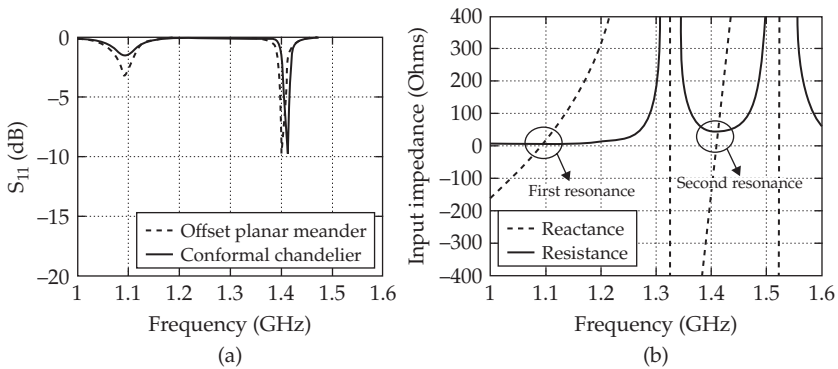 0
−5
−10
−15
−20
S11 (dB)
Offset planar meander
Conformal chandelier
1.0
1.1
1.2
1.3
1.4
1.5
1.6
Frequency (GHz)
(a)
400
300
200
100
0
−100
−200
−300
−400
Input impedance (Ohms)
First resonance
Second resonance
Reactance
Resistance
1
1.1
1.2
1.3
1.4
1.5
1.6
Frequency (GHz)
(b)